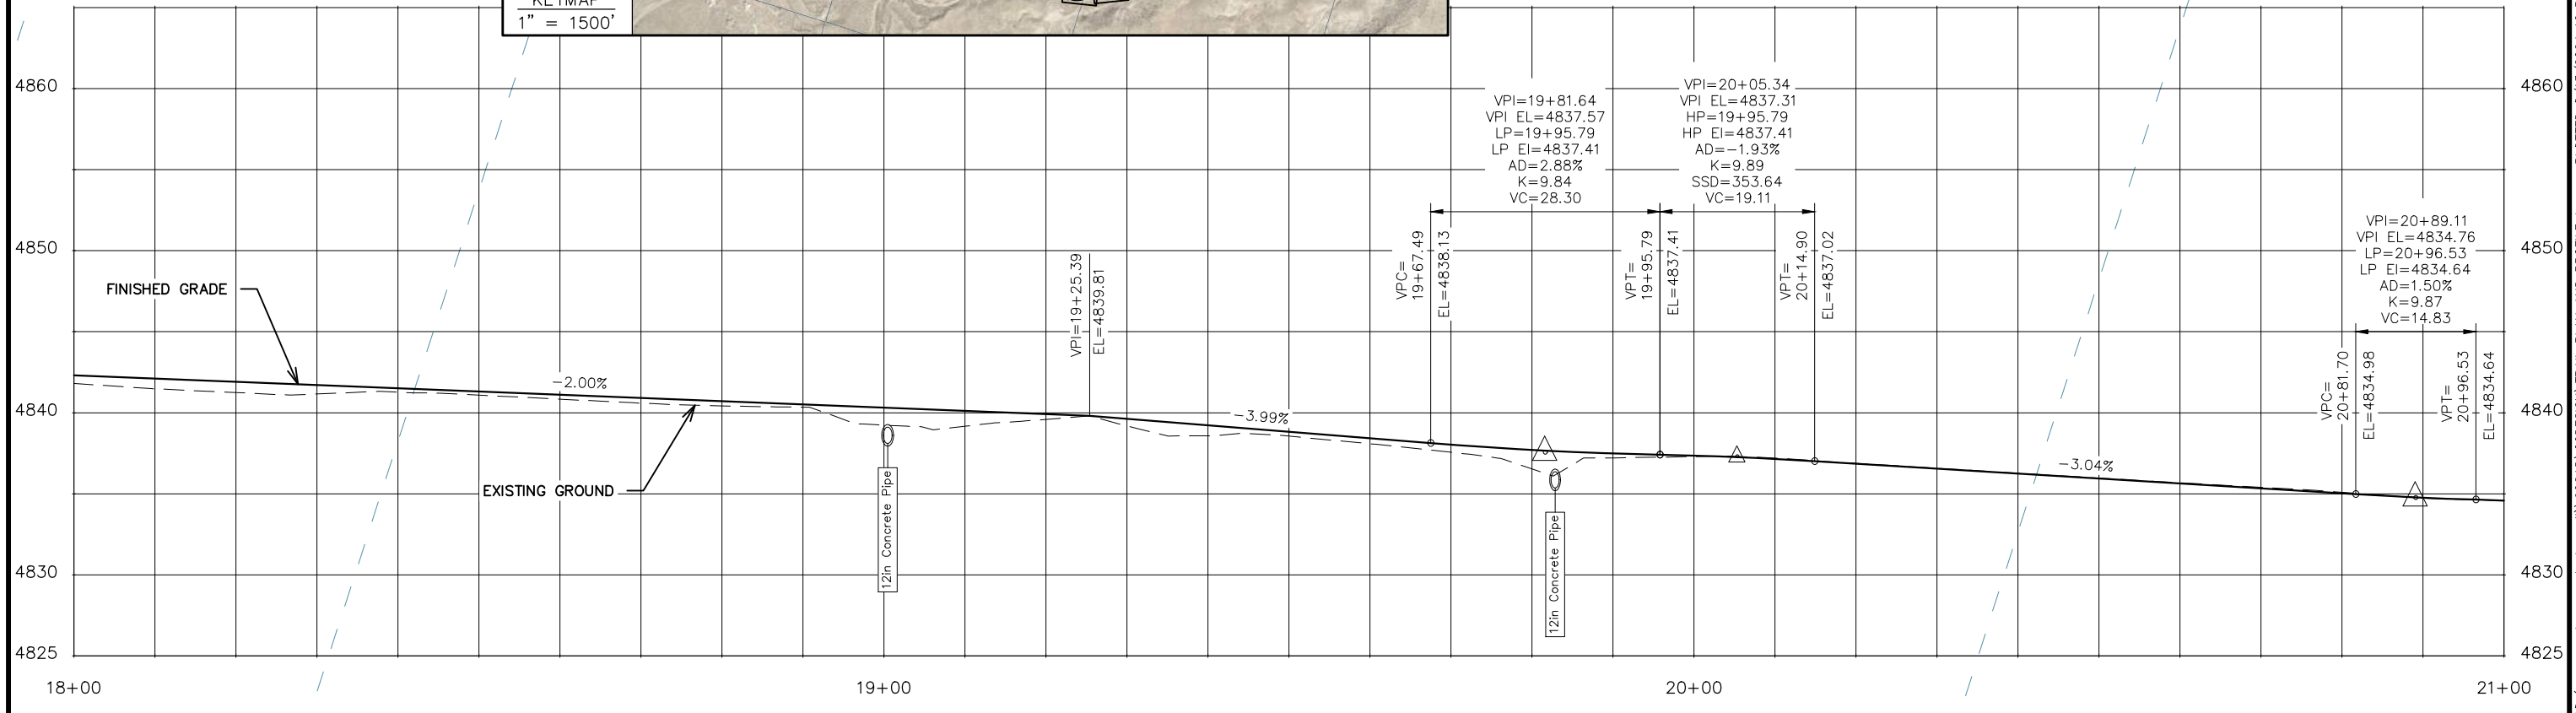 KEYMAP
1" = 1500'
4860
4860
VPI=19+81.64
VPI EL=4837.57
LP=19+95.79
LP El=4837.41
AD=2.88%
K=9.84
VC=28.30
VPI=20+05.34
VPI EL=4837.31
HP=19+95.79
HP El=4837.41
AD=-1.93%
K=9.89
SSD=353.64
VC=19.11
VPI=20+89.11
VPI EL=4834.76
LP=20+96.53
LP El=4834.64
AD=1.50%
K=9.87
VC=14.83
4850
4850
VPI=19+25.39
EL=4839.81
VPC=
19+67.49
EL=4838.13
VPT=
19+95.79
EL=4837.41
VPT=
20+14.90
EL=4837.02
VPC=
20+81.70
EL=4834.98
VPT=
20+96.53
EL=4834.64
FINISHED GRADE
-2.00%
-3.99%
-3.04%
4840
4840
EXISTING GROUND
12in Concrete Pipe
12in Concrete Pipe
4830
4830
4825
4825
18+00
19+00
20+00
21+00